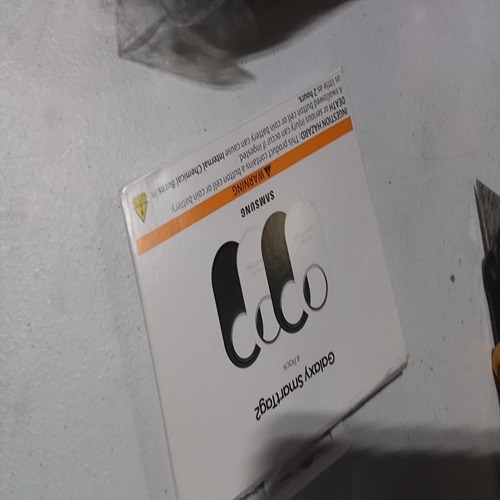 Galaxy SmartTag2
4 PACK
SAMSUNG
WARNING
INGESTION HAZARD: This product contains a button cell or coin battery.
DEATH or serious injury can occur if ingested.
A swallowed button cell or coin battery can cause Internal Chemical Burns in
as little as 2 hours.